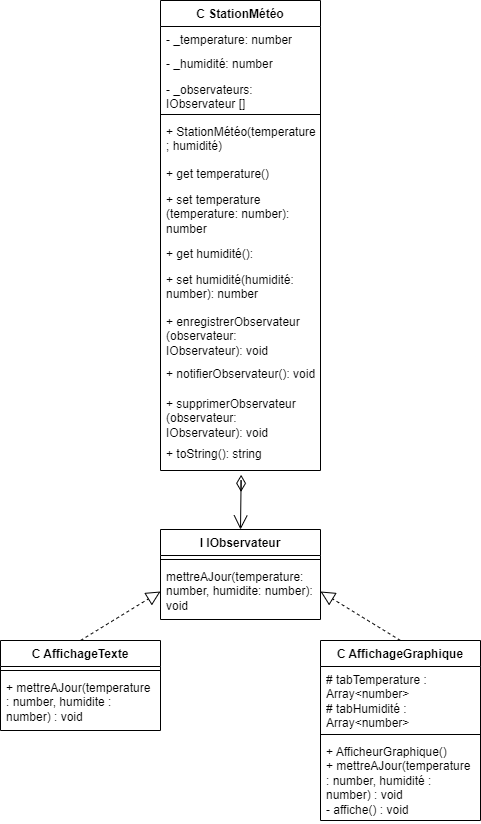 C StationMétéo
- _temperature: number
- _humidité: number
- _observateurs:
IObservateur []
+ StationMétéo(temperature
; humidité)
+ get temperature()
+ set temperature
(temperature: number):
number
+ get humidité():
+ set humidité(humidité:
number): number
+ enregistrerObservateur
(observateur:
IObservateur): void
+ notifierObservateur(): void
+ supprimerObservateur
(observateur:
IObservateur): void
+ toString(): string
I IObservateur
mettreAJour(temperature:
number, humidite: number):
void
C AffichageTexte
+ mettreAJour(temperature
: number, humidite :
number) : void
C AffichageGraphique
# tabTemperature :
Array<number>
# tabHumidité :
Array<number>
+ AfficheurGraphique()
+ mettreAJour(temperature
: number, humidité :
number) : void
- affiche() : void